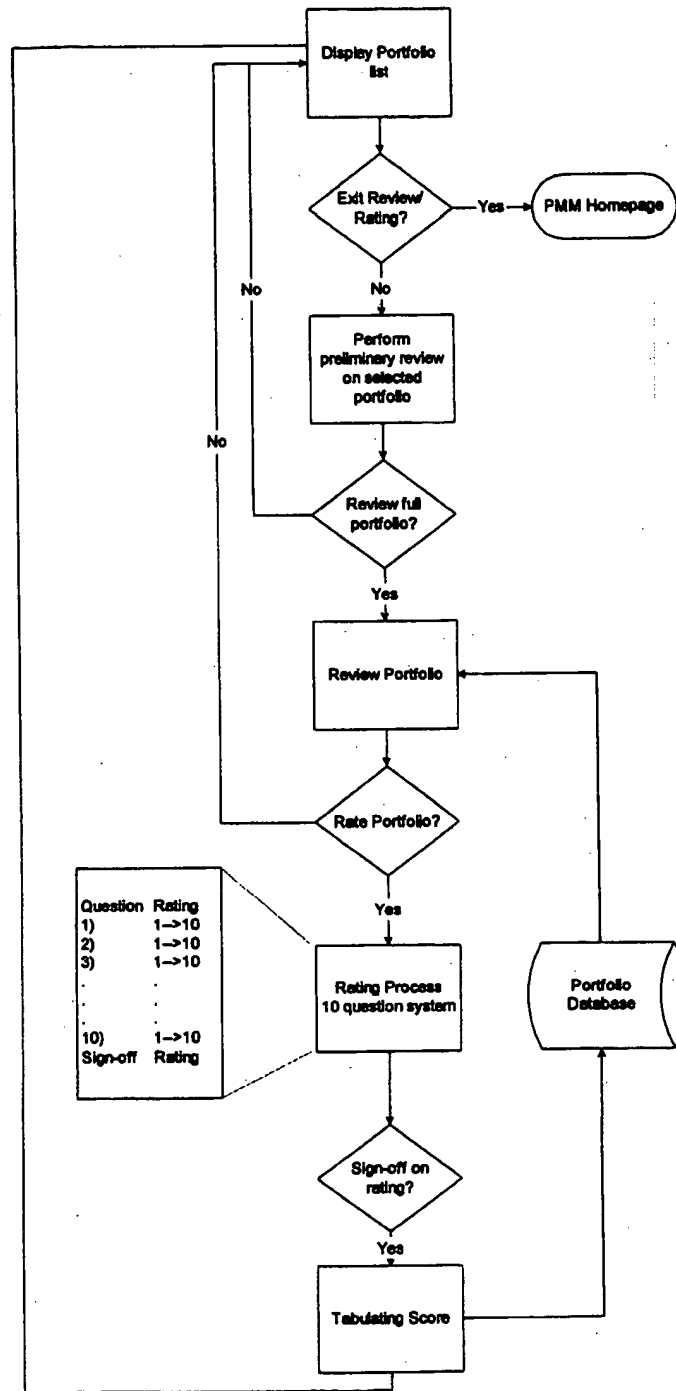 Display Portfolio
list
Exit Review/
Rating?
Yes
PMM Homepage
No
No
Perform
preliminary review
on selected
portfolio
No
Review full
portfolio?
Yes
Review Portfolio
Rate Portfolio?
Yes
Question Rating
1) 1-->10
2) 1-->10
3) 1-->10
. .
. .
. .
10) 1-->10
Sign-off Rating
Rating Process
10 question system
Portfolio
Database
Sign-off on
rating?
Yes
Tabulating Score